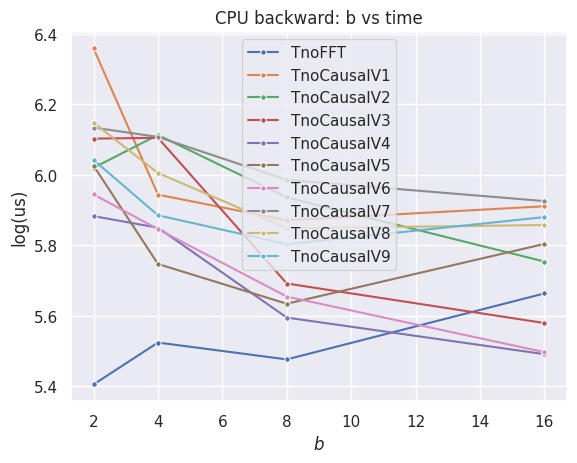 CPU backward: b vs time
log(us)
6.4
6.2
6.0
5.8
5.6
5.4
TnoFFT
TnoCausalV1
TnoCausalV2
TnoCausalV3
TnoCausalV4
TnoCausalV5
TnoCausalV6
TnoCausalV7
TnoCausalV8
TnoCausalV9
2 4 6 8 10 12 14 16
b